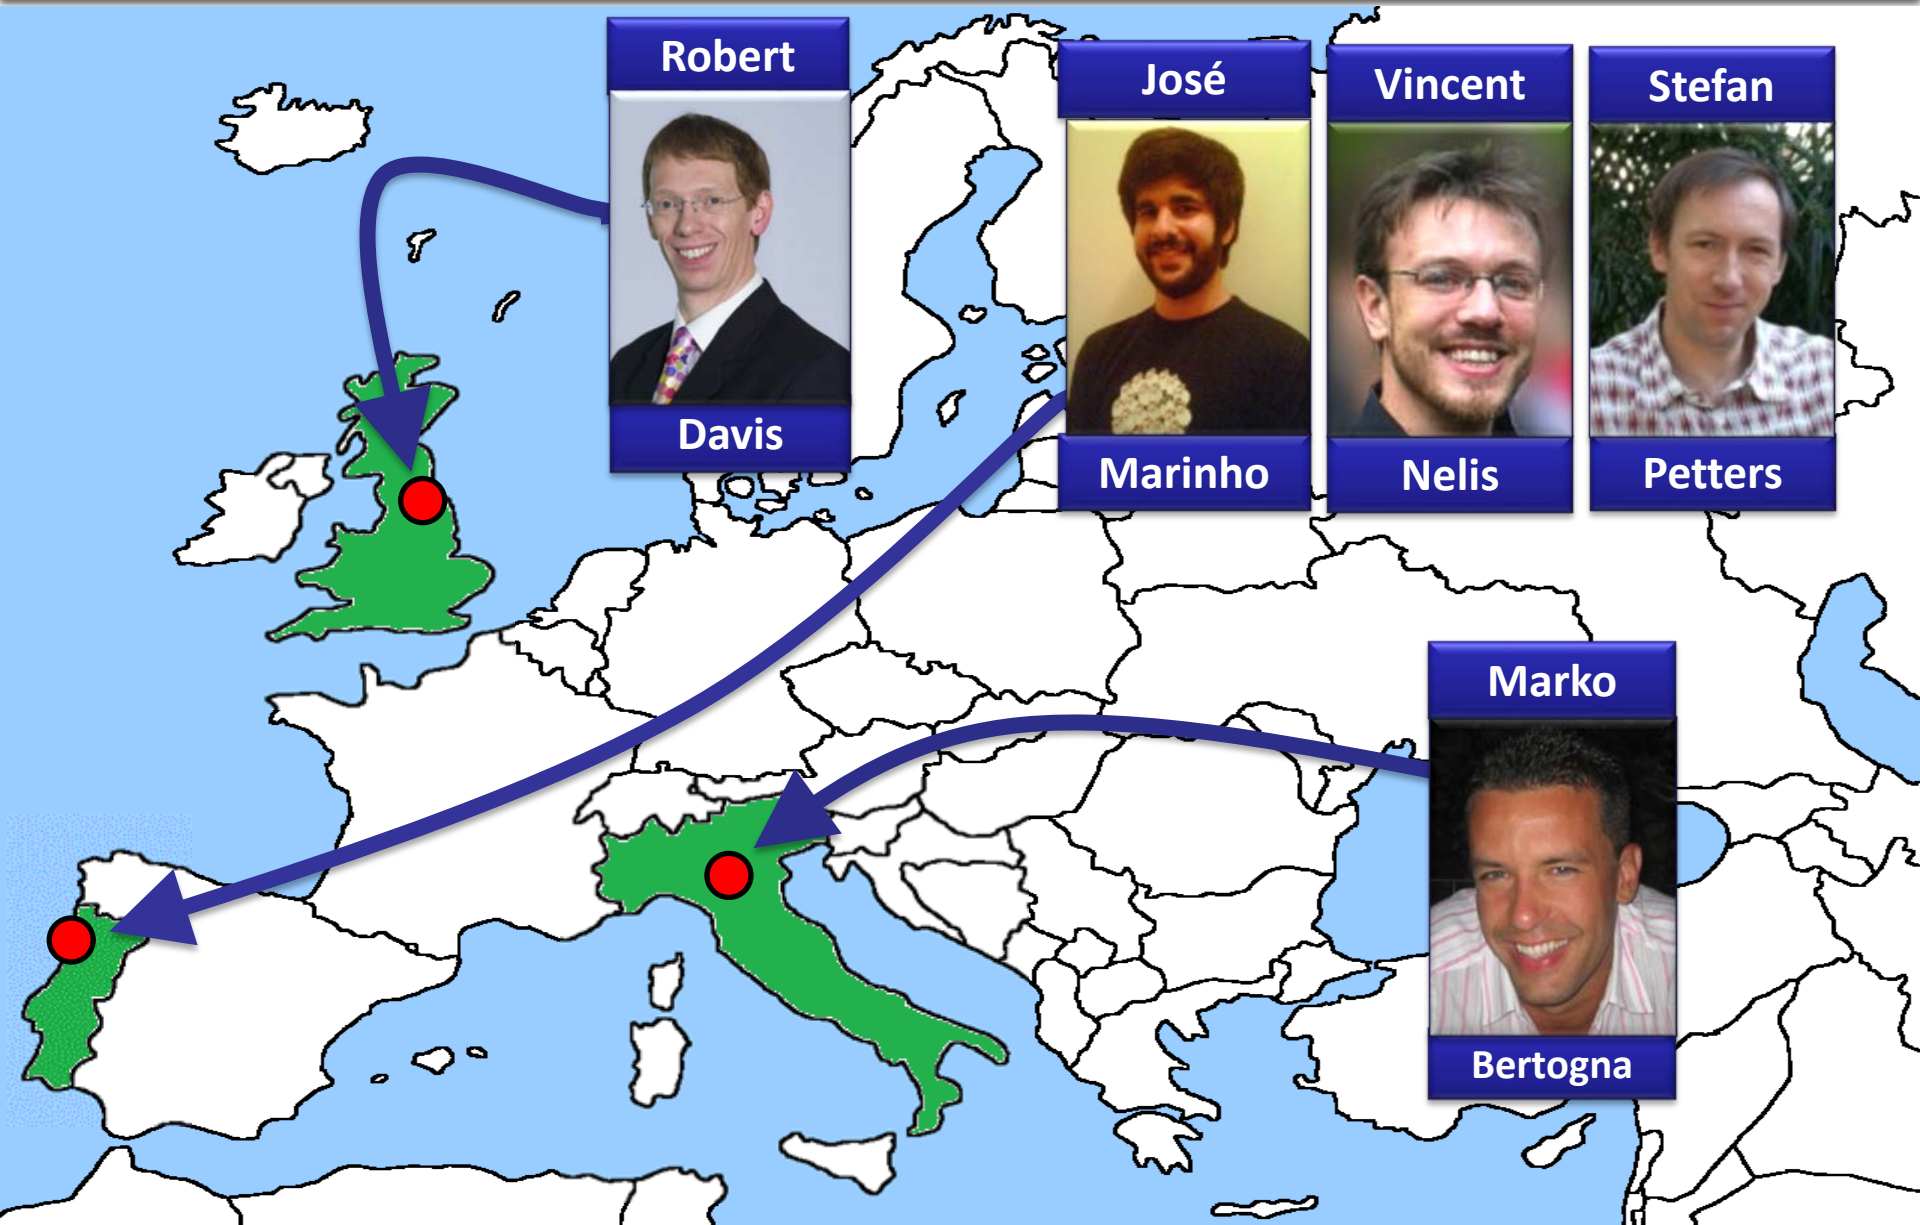 Robert
Davis
José
Marinho
Vincent
Nelis
Stefan
Petters
Marko
Bertogna